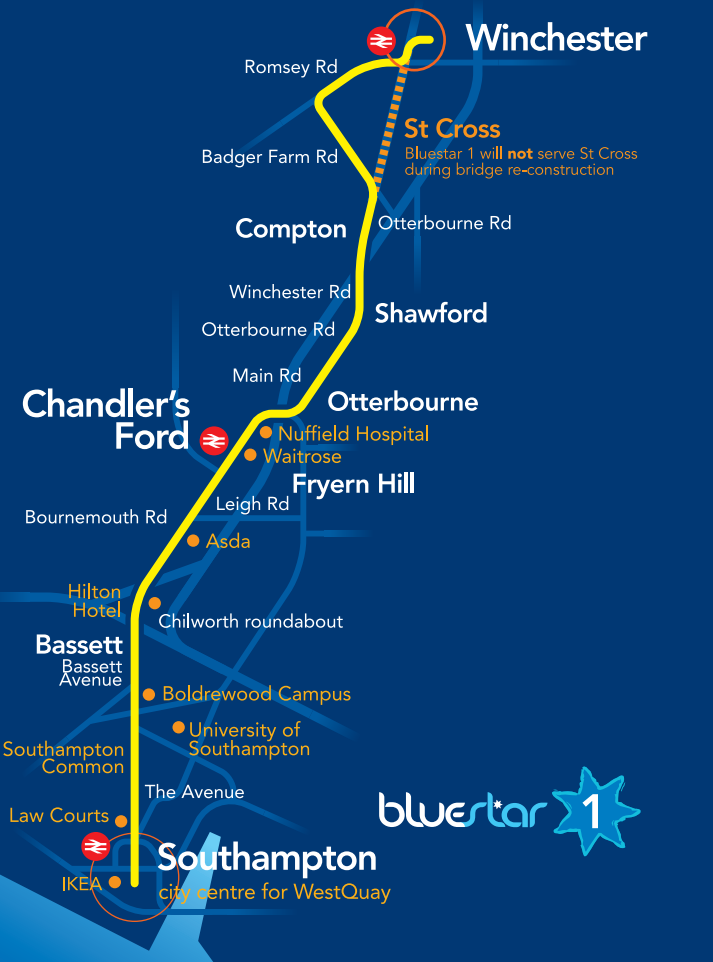 Winchester
Romsey Rd
St Cross
Bluestar 1 will not serve St Cross
during bridge re-construction
Badger Farm Rd
Compton
Otterbourne Rd
Winchester Rd
Shawford
Otterbourne Rd
Main Rd
Chandler's
Ford
Otterbourne
Nuffield Hospital
Waitrose
Fryern Hill
Leigh Rd
Bournemouth Rd
Asda
Hilton
Hotel
Chilworth roundabout
Bassett
Bassett
Avenue
Boldrewood Campus
University of
Southampton
Southampton
Common
The Avenue
Law Courts
bluestar 1
Southampton
city centre for WestQuay
IKEA